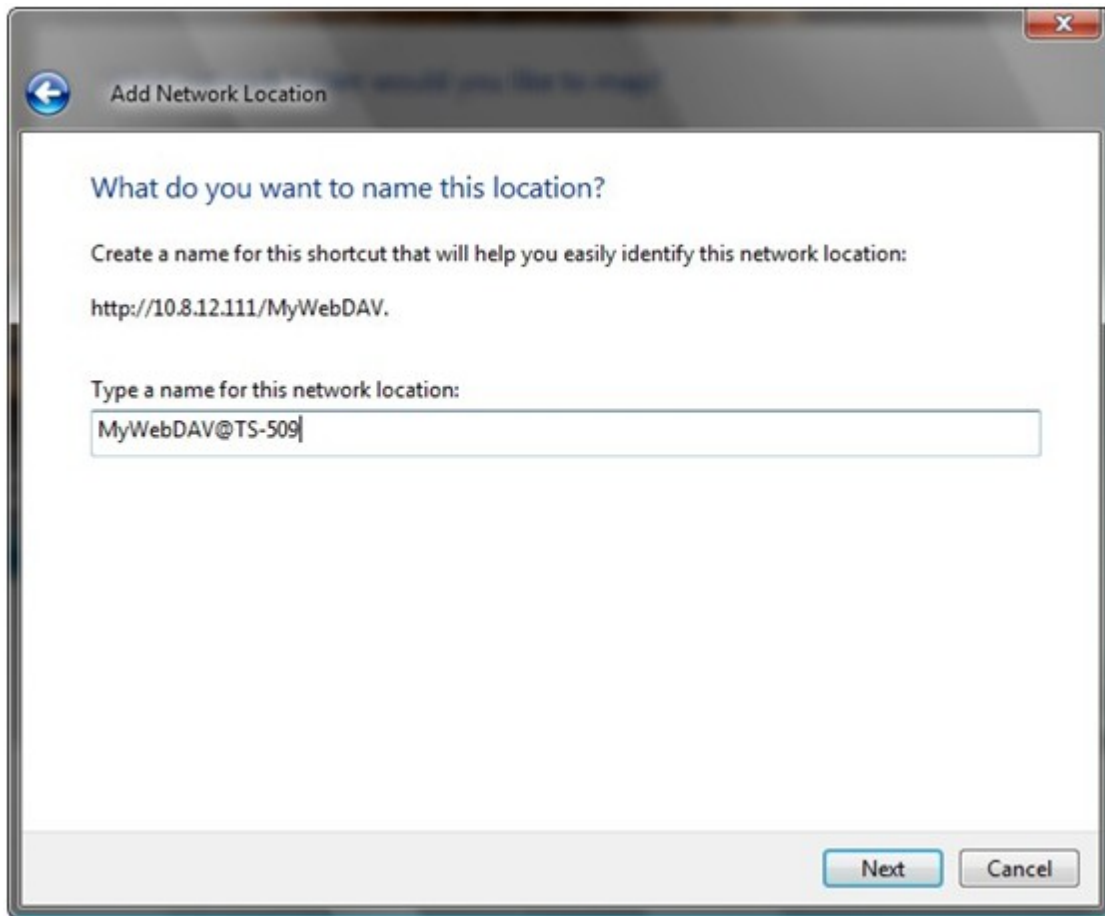 Add Network Location
What do you want to name this location?
Create a name for this shortcut that will help you easily identify this network location:
http://10.8.12.111/MyWebDAV.
Type a name for this network location:
MyWebDAV@TS-509
Next
Cancel